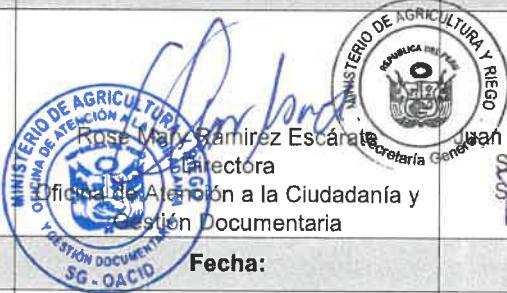 MINISTERIO DE AGRICULTURA Y RIEGO
REPUBLICA DEL PERU
Secretaría General
MINISTERIO DE AGRICULTURA Y RIEGO
OFICINA DE ATENCIÓN A LA
Y GESTIÓN DOCUMENTARIA
SG - OACID
Rose Mary Ramirez Escárate
Directora
Oficina de Atención a la Ciudadanía y
Gestión Documentaria
Juan
Fecha: